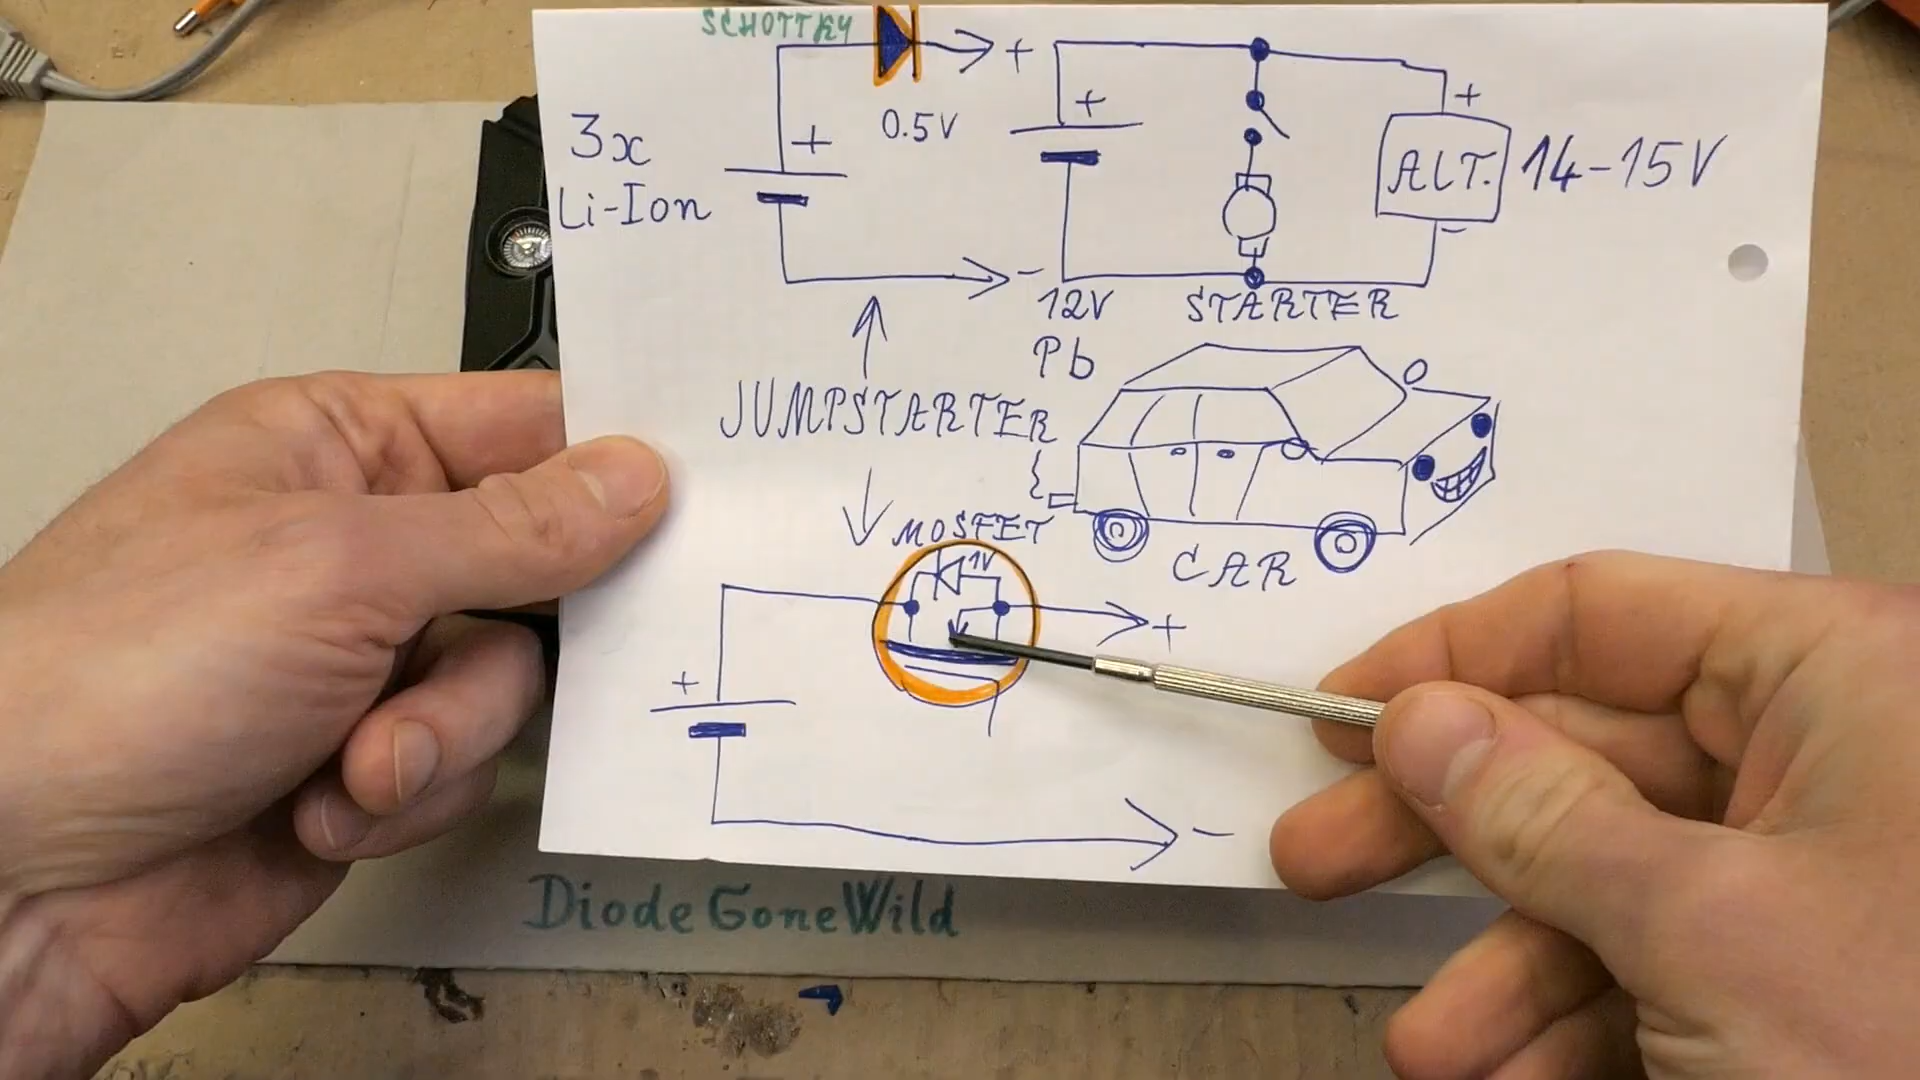 SCHOTTKY
+
+
+
+
0.5V
3x
Li-Ion
ALT.
14-15V
-
-
12V
Pb
STARTER
JUMPSTARTER
MOSFET
1V
CAR
+
+
-
DiodeGoneWild